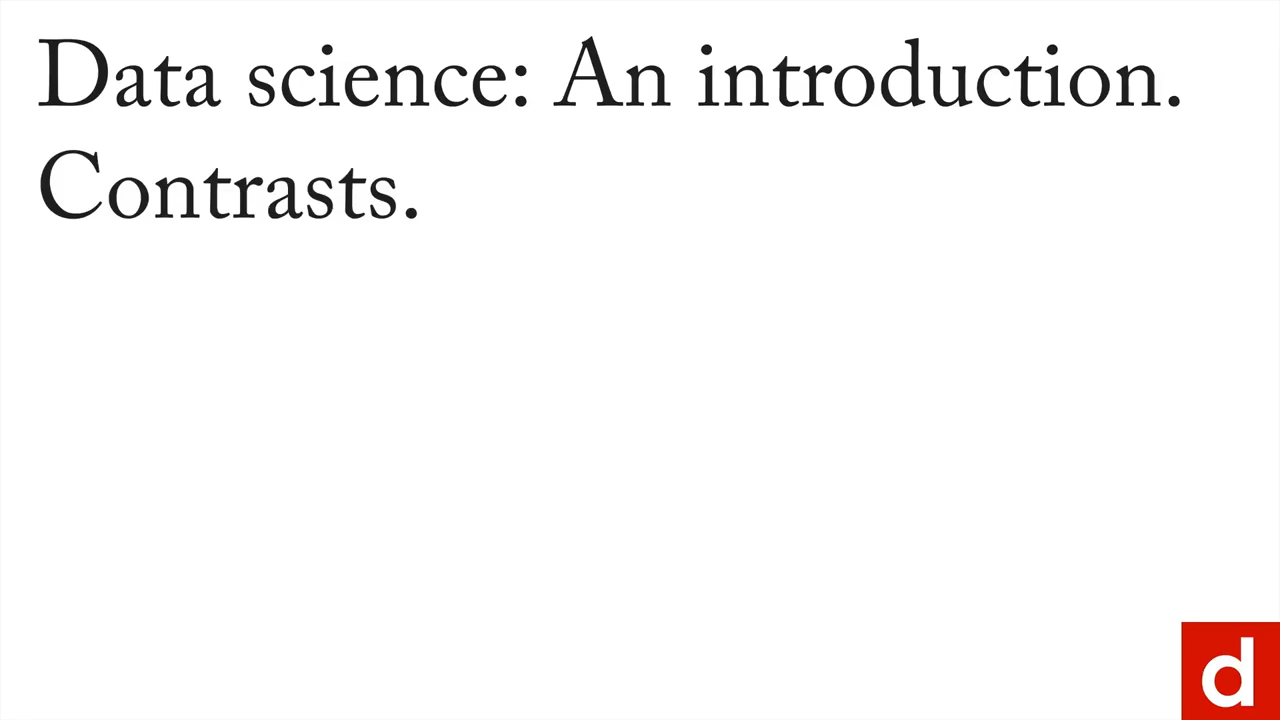 Data science: An introduction.
Contrasts.
d